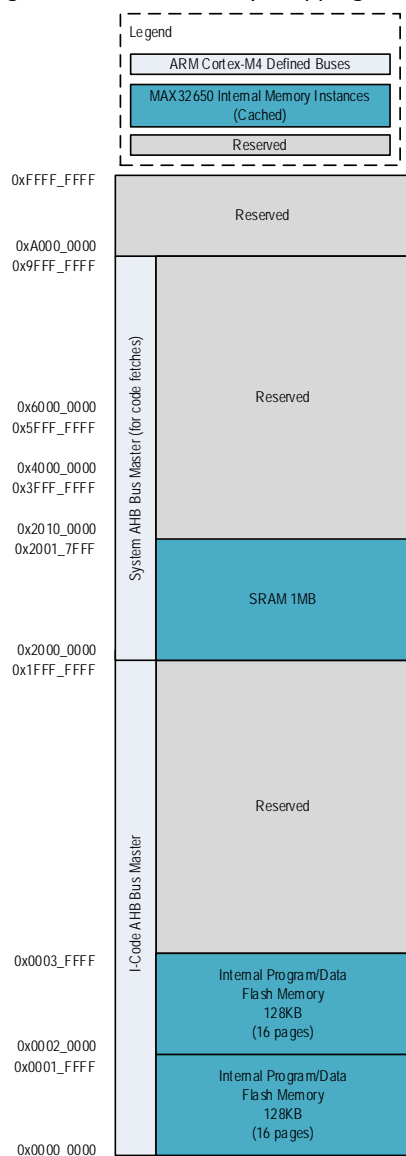 Legend
ARM Cortex-M4 Defined Buses
MAX32650 Internal Memory Instances
(Cached)
Reserved
0xFFFF_FFFF
Reserved
0xA000_0000
0x9FFF_FFFF
System AHB Bus Master (for code fetches)
Reserved
0x6000_0000
0x5FFF_FFFF
0x4000_0000
0x3FFF_FFFF
0x2010_0000
0x2001_7FFF
SRAM 1MB
0x2000_0000
0x1FFF_FFFF
I-Code AHB Bus Master
Reserved
0x0003_FFFF
Internal Program/Data
Flash Memory
128KB
(16 pages)
0x0002_0000
0x0001_FFFF
Internal Program/Data
Flash Memory
128KB
(16 pages)
0x0000_0000